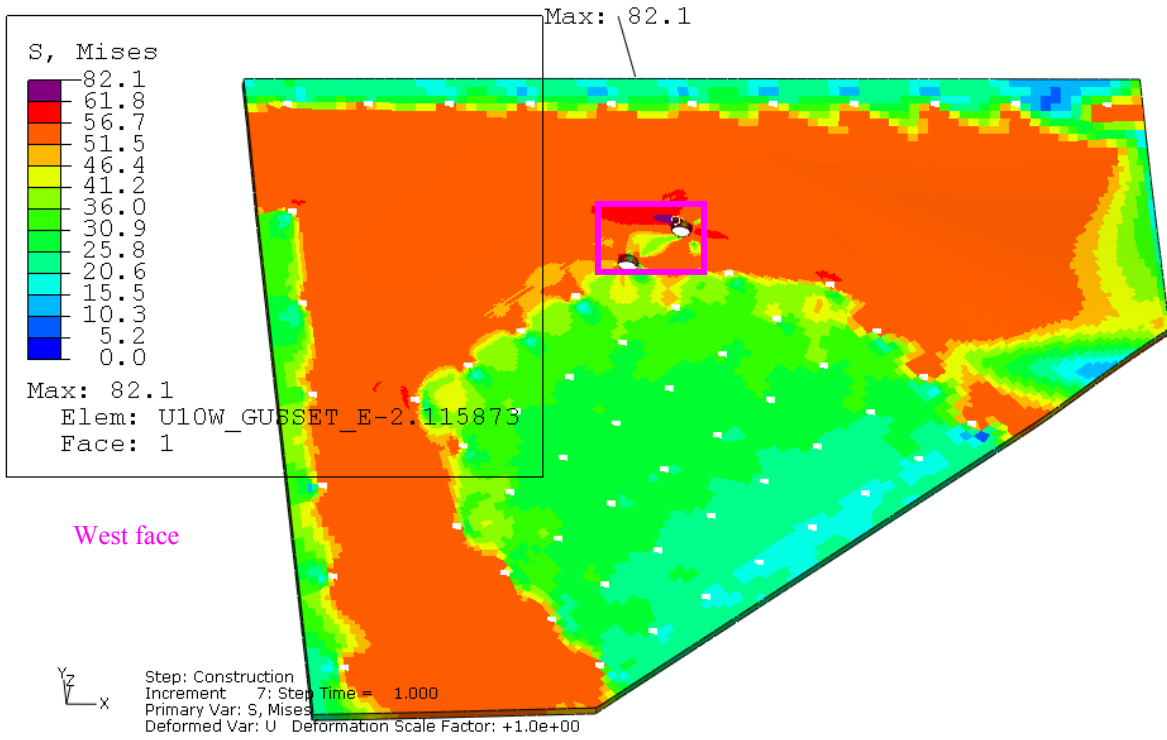 Max: 82.1
S, Mises
82.1
61.8
56.7
51.5
46.4
41.2
36.0
30.9
25.8
20.6
15.5
10.3
5.2
0.0
Max: 82.1
Elem: U10W_GUSSET_E-2.115873
Face: 1
West face
Y
Z
X
Step: Construction
Increment 7: Step Time = 1.000
Primary Var: S, Mises
Deformed Var: U Deformation Scale Factor: +1.0e+00